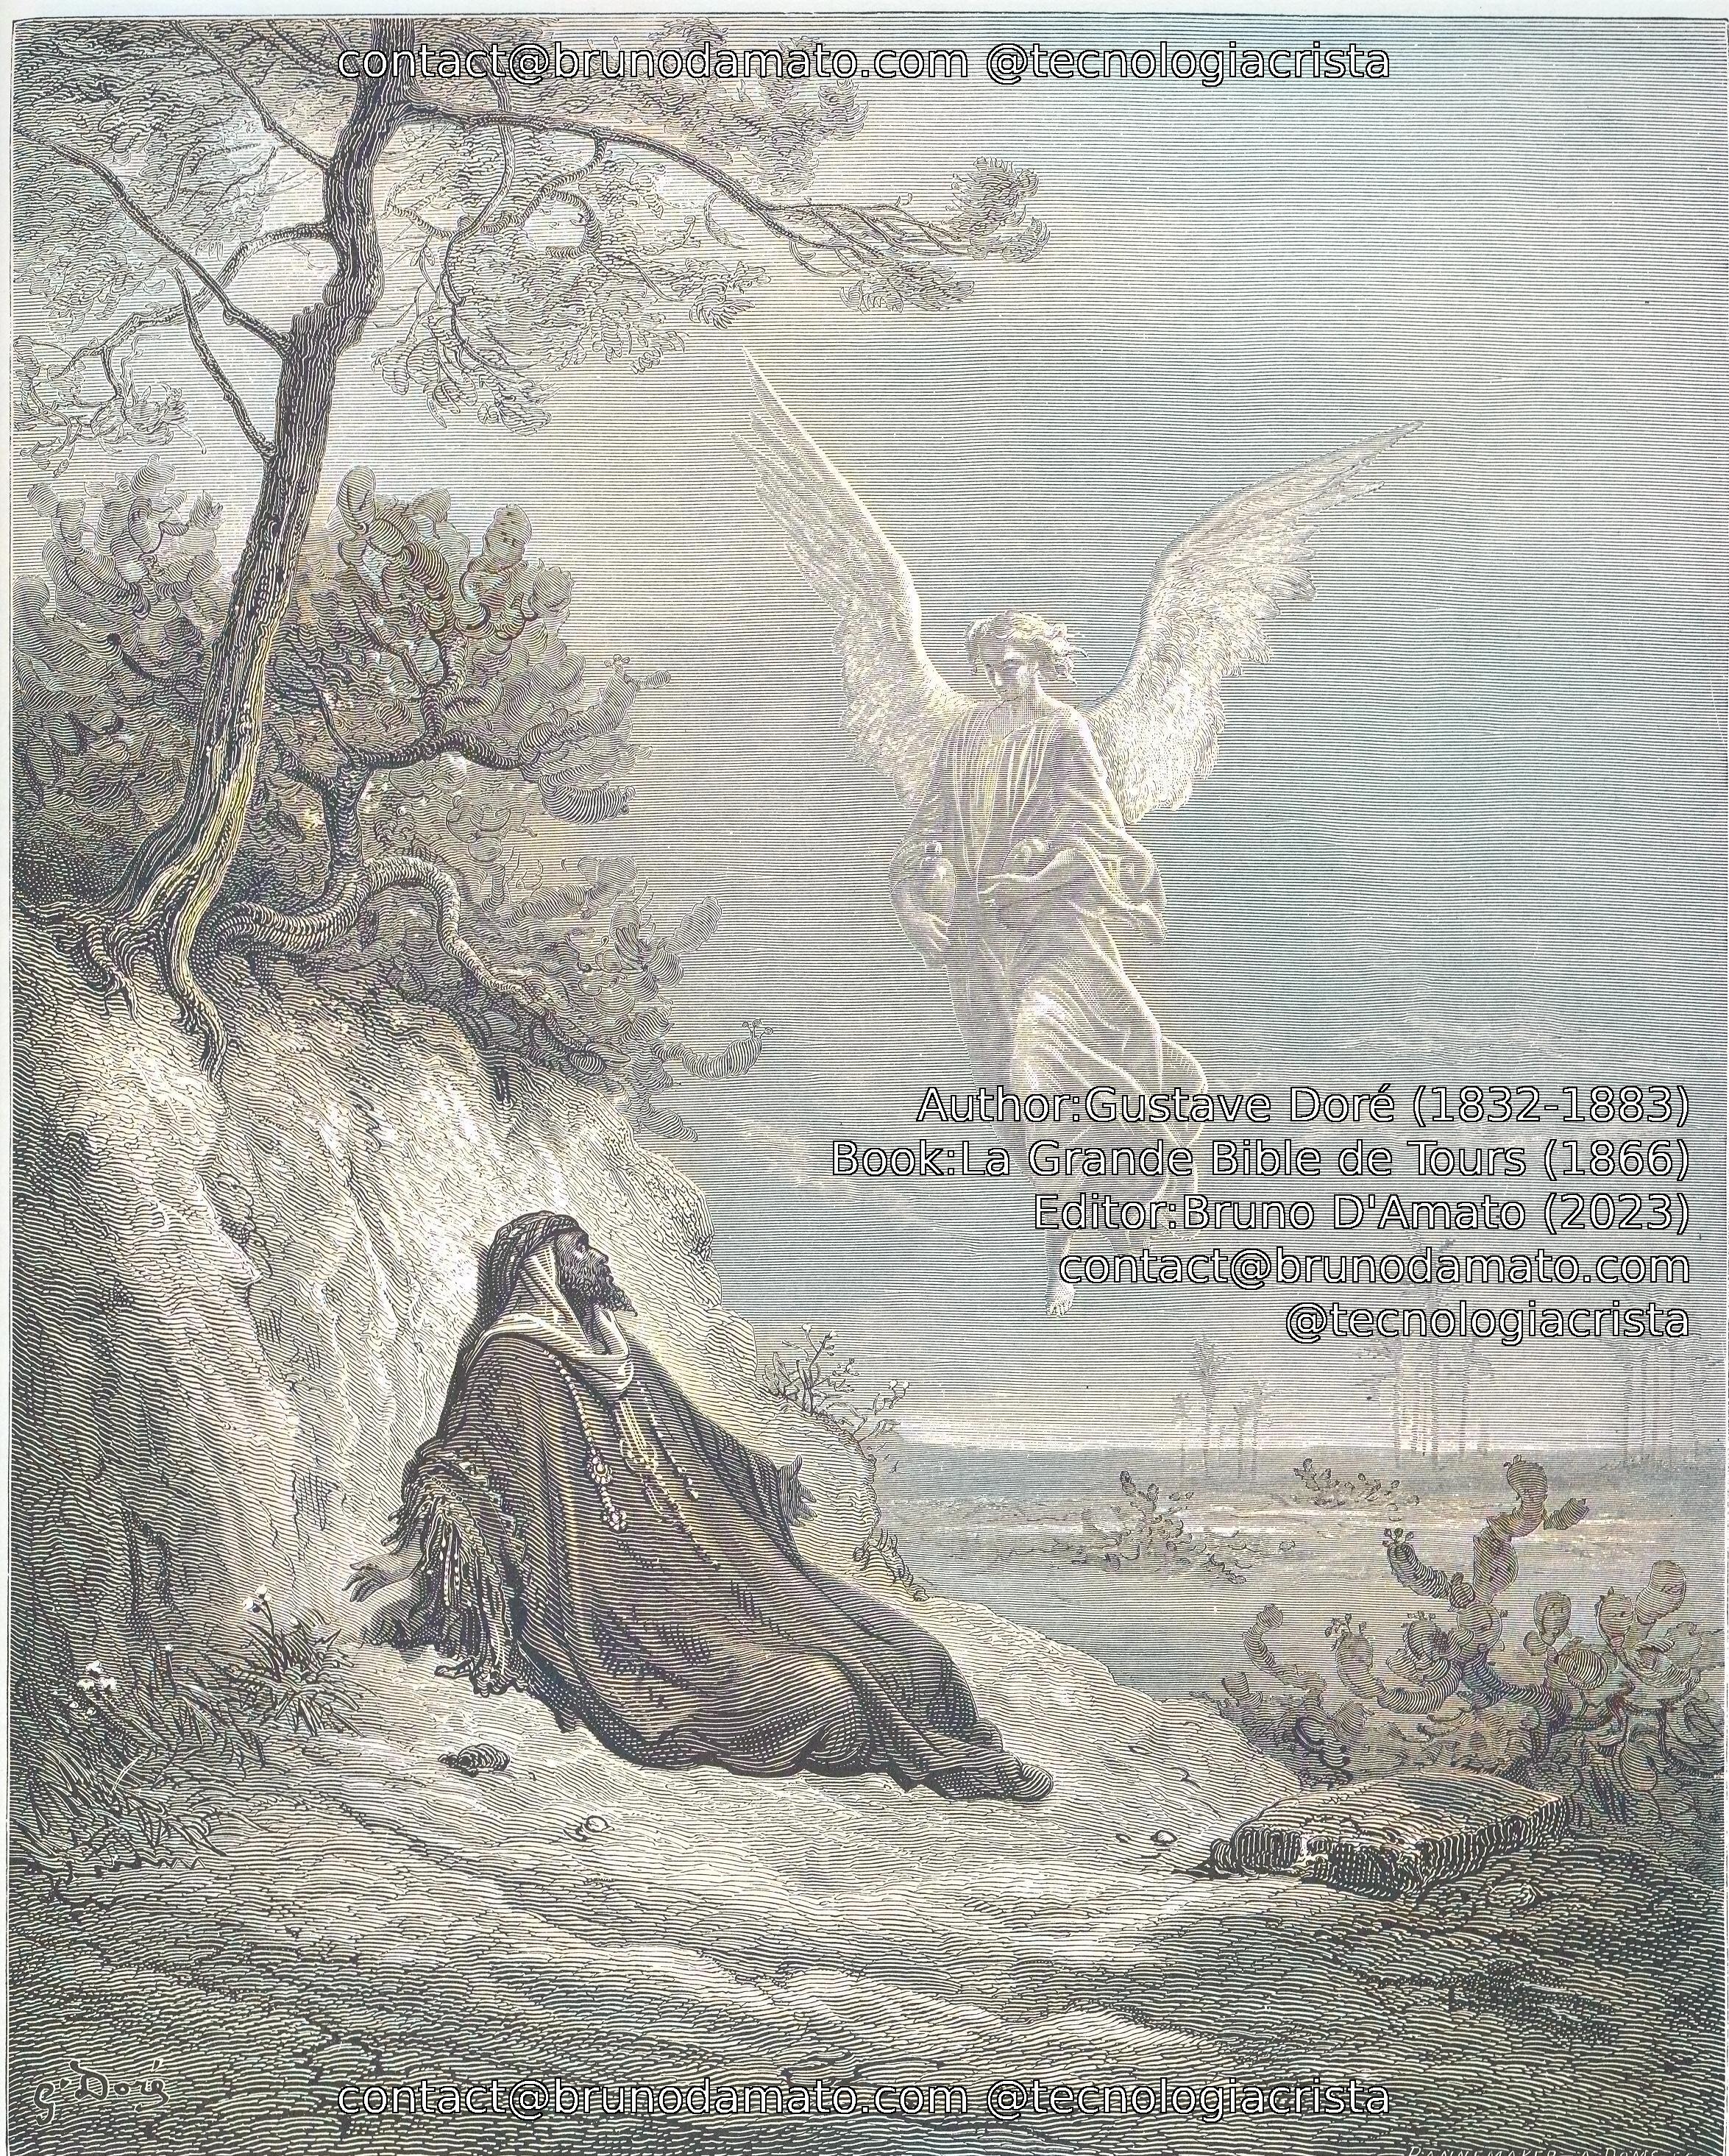 contact@brunodamato.com @tecnologiacrista
Author:Gustave Doré (1832-1883)
Book:La Grande Bible de Tours (1866)
Editor:Bruno D'Amato (2023)
contact@brunodamato.com
@tecnologiacrista
G. Doré
contact@brunodamato.com @tecnologiacrista